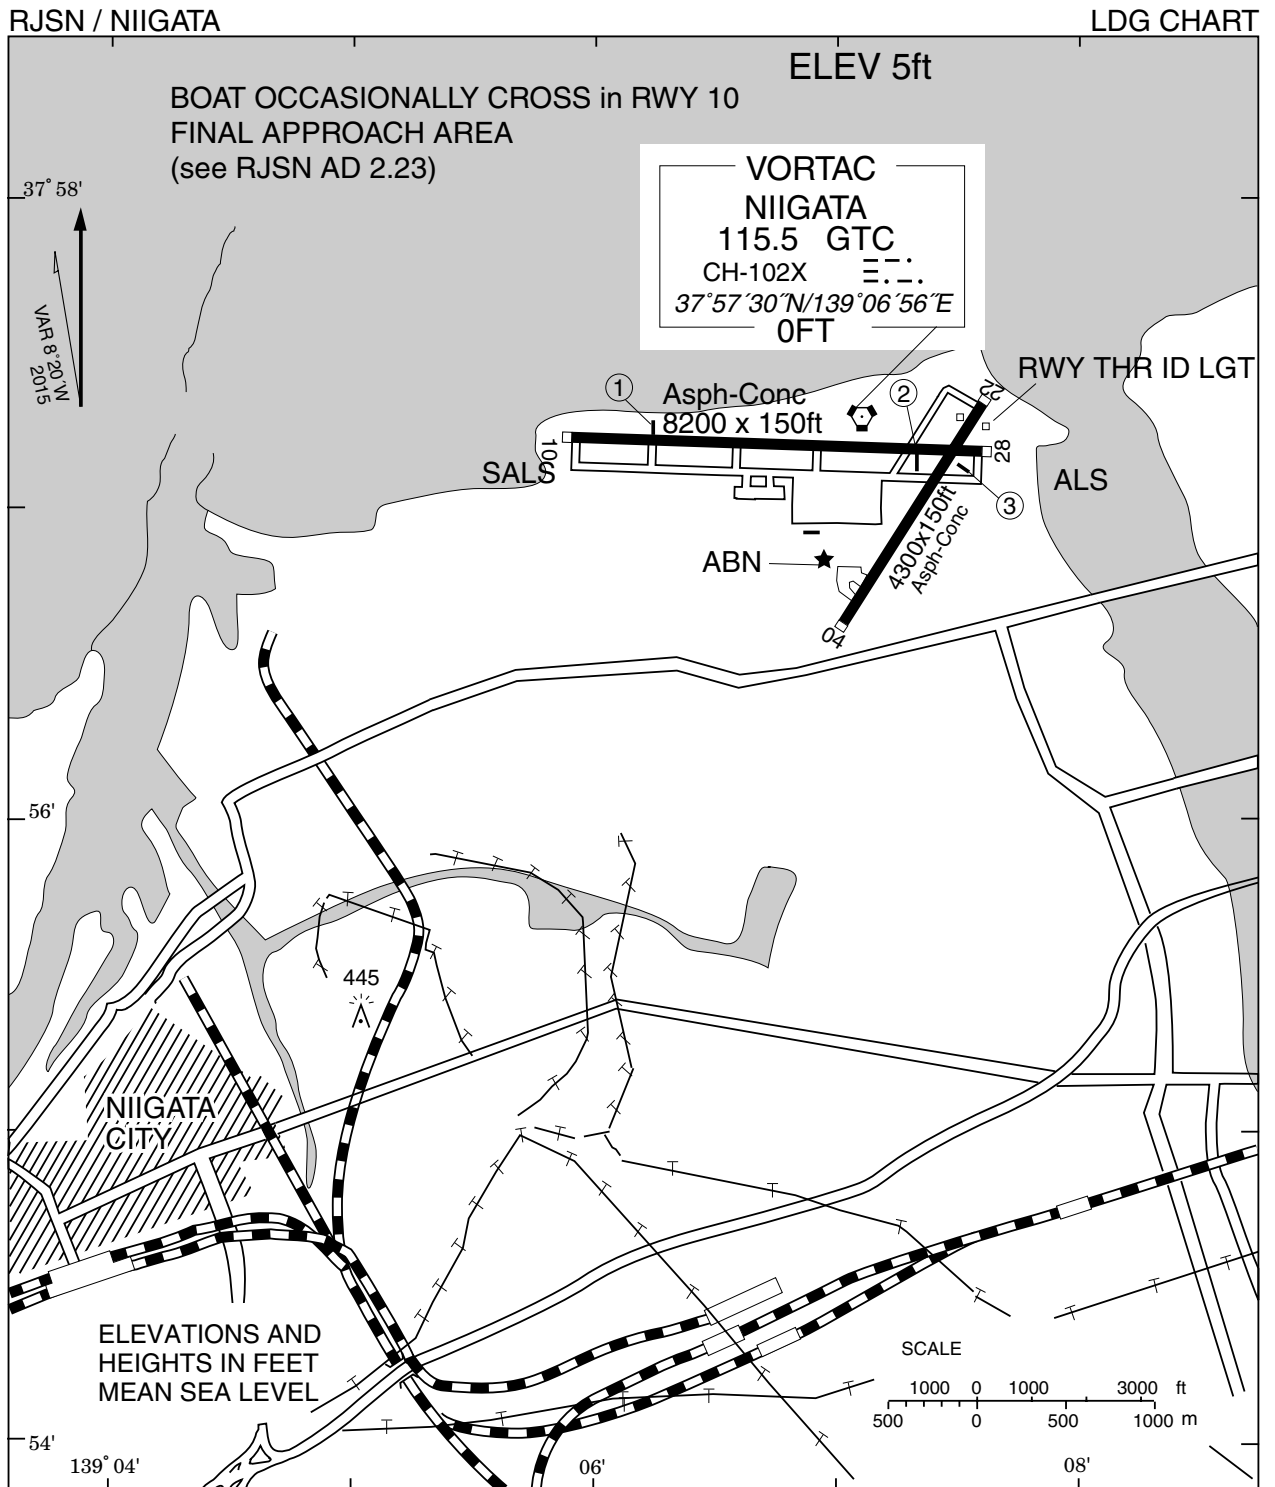 RJSN / NIIGATA
LDG CHART
ELEV 5ft
BOAT OCCASIONALLY CROSS in RWY 10
FINAL APPROACH AREA
(see RJSN AD 2.23)
VORTAC
NIIGATA
115.5 GTC
CH-102X
37°57′30″N/139°06′56″E
0FT
37°58'
VAR 8°20'W
2015
RWY THR ID LGT
1
Asph-Conc
8200 x 150ft
2
22
10
28
SALS
ALS
3
4300x150ft
Asph-Conc
ABN
04
56'
445
NIIGATA
CITY
ELEVATIONS AND
HEIGHTS IN FEET
MEAN SEA LEVEL
SCALE
1000 0 1000 3000 ft
500 0 500 1000 m
54'
139°04'
06'
08'